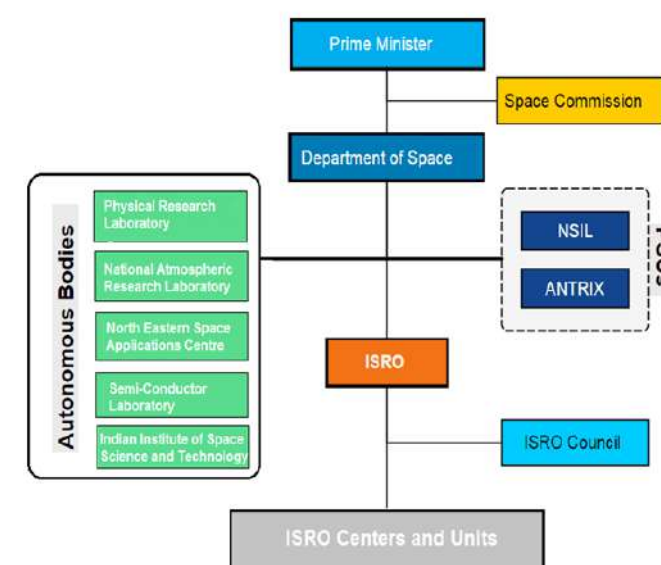 Prime Minister
Space Commission
Department of Space
Autonomous Bodies
Physical Research
Laboratory
National Atmospheric
Research Laboratory
North Eastern Space
Applications Centre
Semi-Conductor
Laboratory
Indian Institute of Space
Science and Technology
NSIL
ANTRIX
ISRO
ISRO Council
ISRO Centers and Units